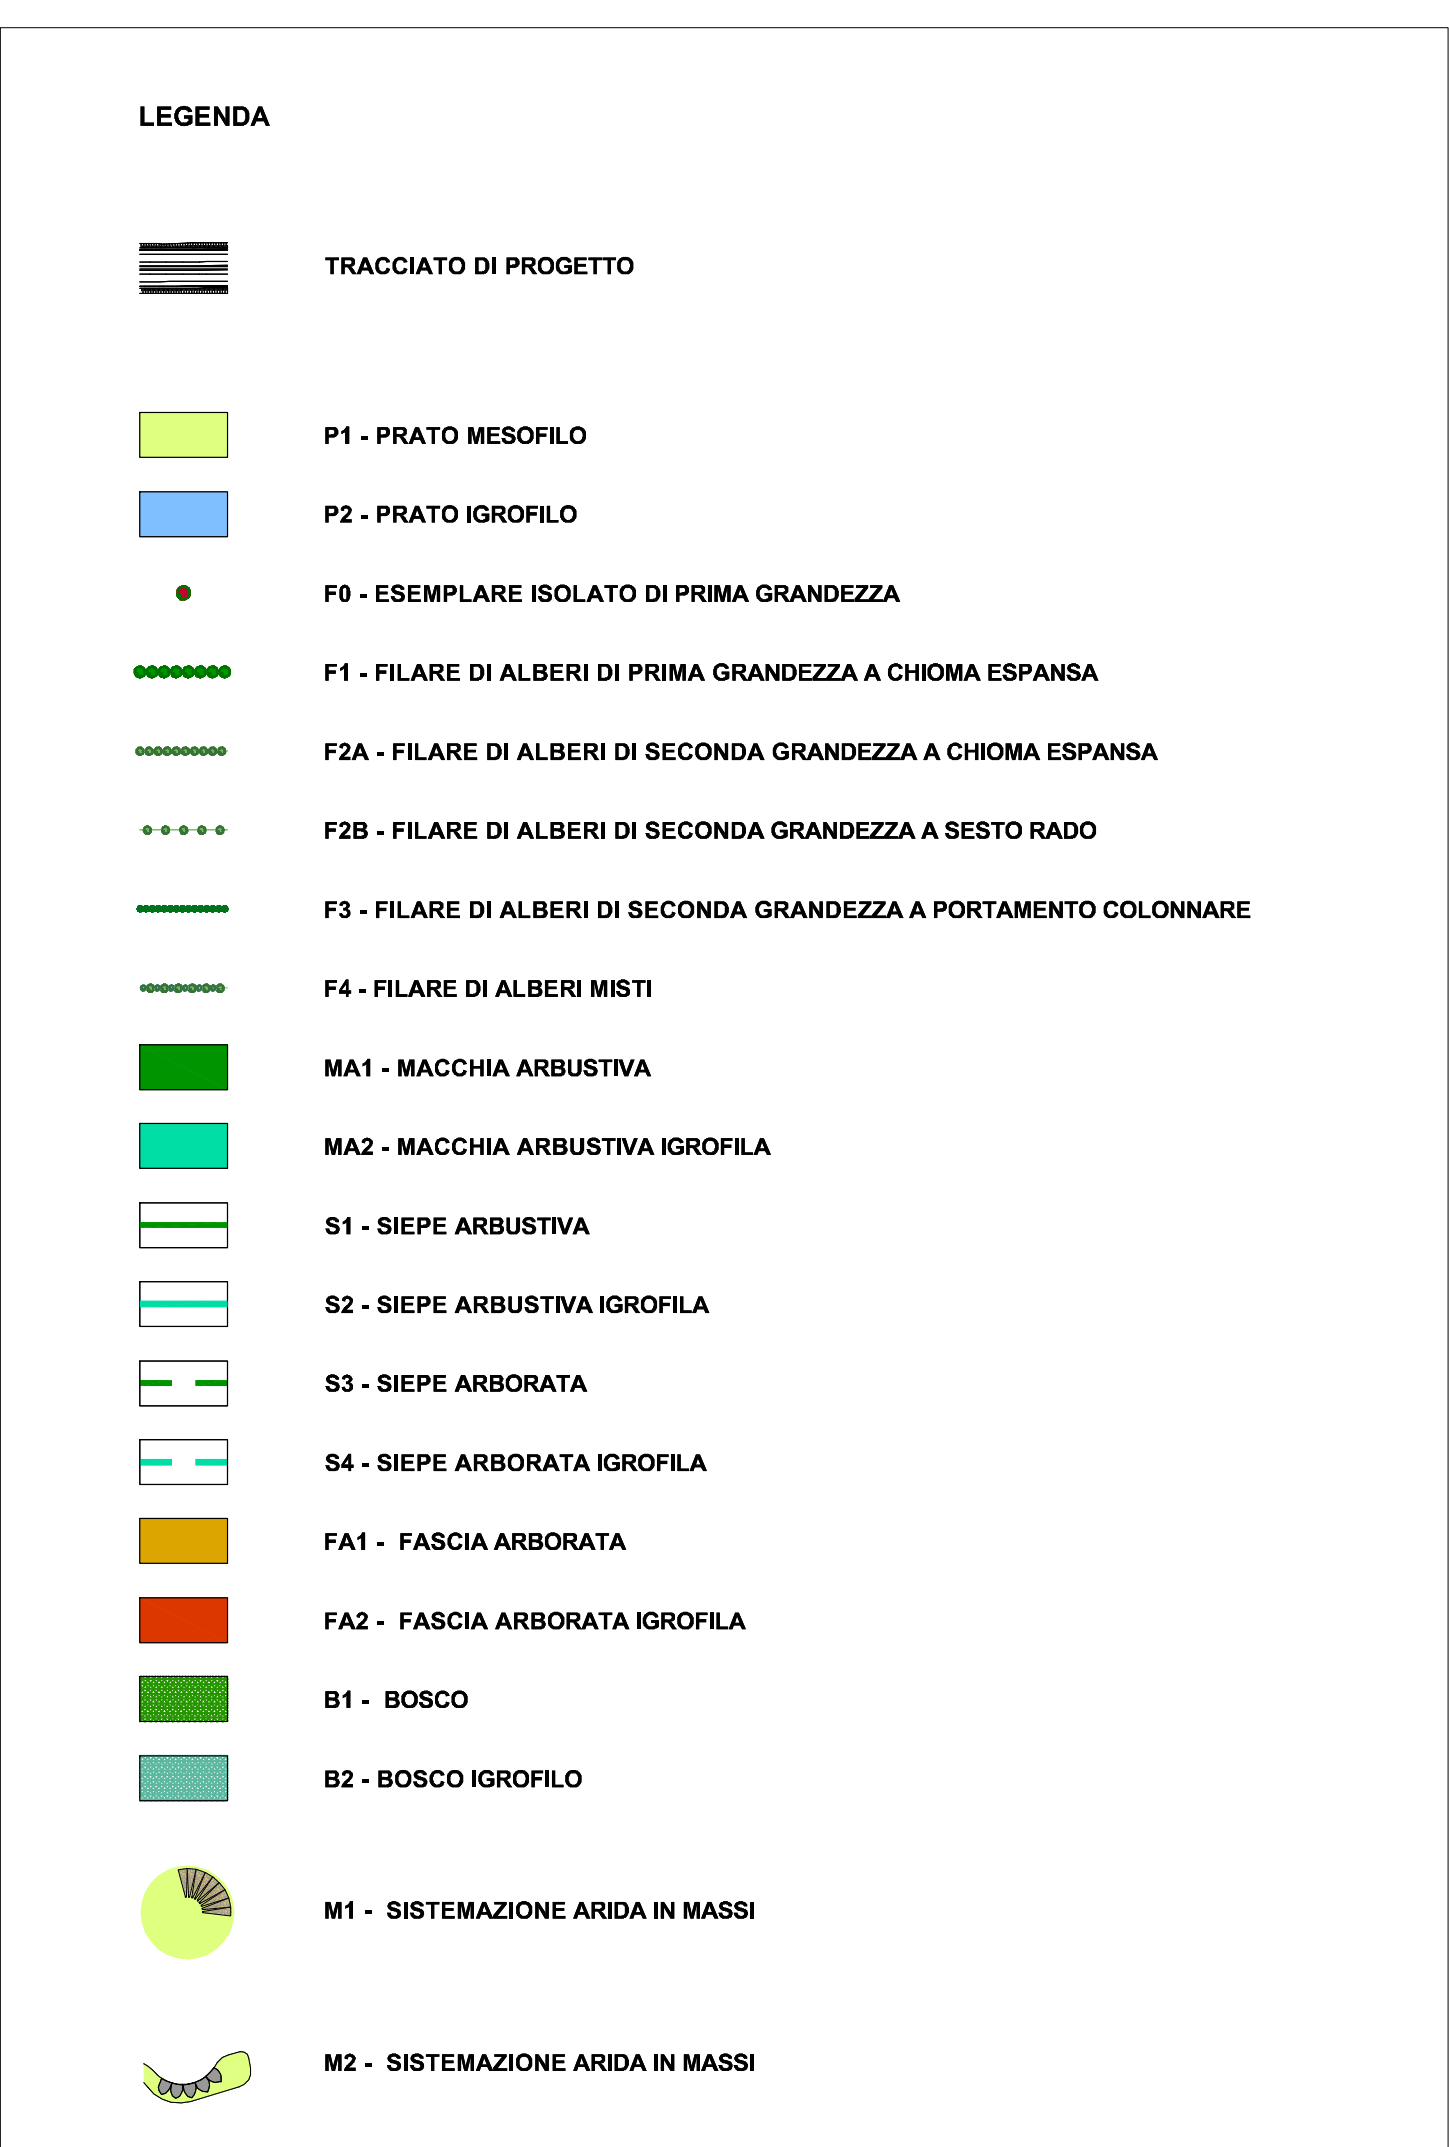 LEGENDA
TRACCIATO DI PROGETTO
P1 - PRATO MESOFILO
P2 - PRATO IGROFILO
F0 - ESEMPLARE ISOLATO DI PRIMA GRANDEZZA
F1 - FILARE DI ALBERI DI PRIMA GRANDEZZA A CHIOMA ESPANSA
F2A - FILARE DI ALBERI DI SECONDA GRANDEZZA A CHIOMA ESPANSA
F2B - FILARE DI ALBERI DI SECONDA GRANDEZZA A SESTO RADO
F3 - FILARE DI ALBERI DI SECONDA GRANDEZZA A PORTAMENTO COLONNARE
F4 - FILARE DI ALBERI MISTI
MA1 - MACCHIA ARBUSTIVA
MA2 - MACCHIA ARBUSTIVA IGROFILA
S1 - SIEPE ARBUSTIVA
S2 - SIEPE ARBUSTIVA IGROFILA
S3 - SIEPE ARBORATA
S4 - SIEPE ARBORATA IGROFILA
FA1 - FASCIA ARBORATA
FA2 - FASCIA ARBORATA IGROFILA
B1 - BOSCO
B2 - BOSCO IGROFILO
M1 - SISTEMAZIONE ARIDA IN MASSI
M2 - SISTEMAZIONE ARIDA IN MASSI